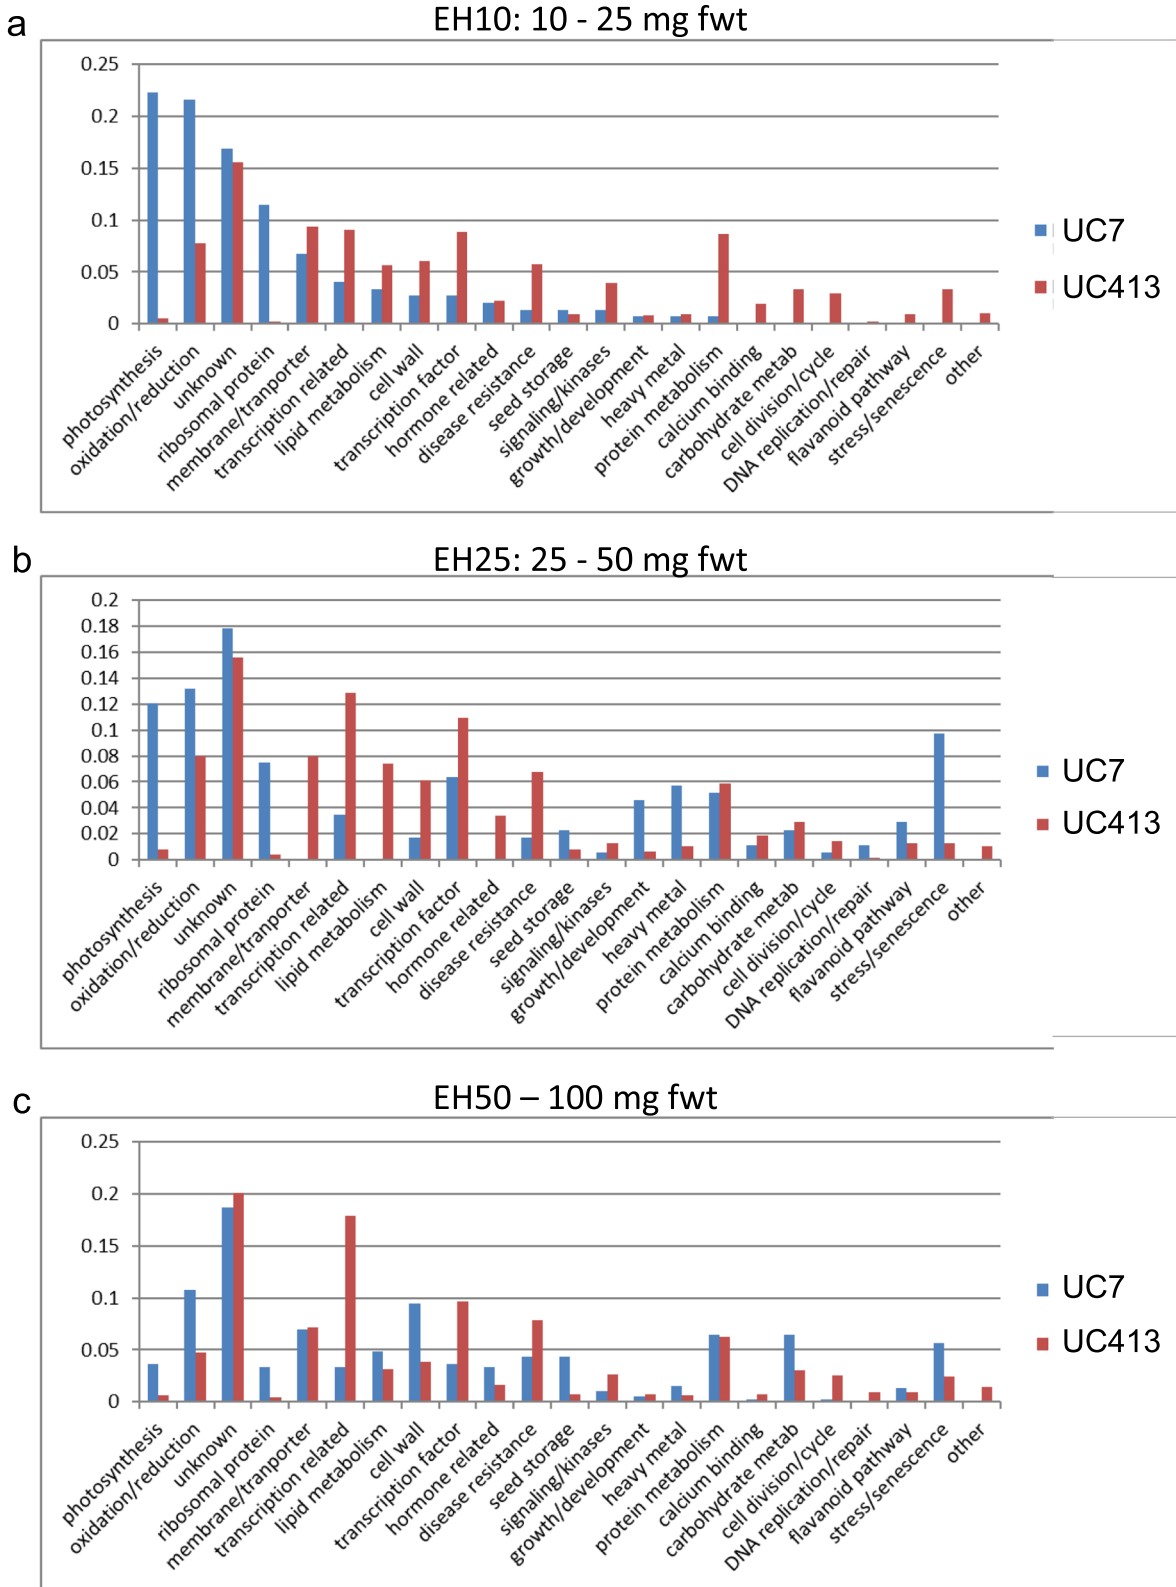 a
EH10: 10 - 25 mg fwt
0.25
0.2
0.15
0.1
0.05
0
photosynthesis
oxidation/reduction
unknown
ribosomal protein
membrane/tranporter
transcription related
lipid metabolism
cell wall
transcription factor
hormone related
disease resistance
seed storage
signaling/kinases
growth/development
heavy metal
protein metabolism
calcium binding
carbohydrate metab
cell division/cycle
DNA replication/repair
flavanoid pathway
stress/senescence
other
UC7
UC413
b
EH25: 25 - 50 mg fwt
0.2
0.18
0.16
0.14
0.12
0.1
0.08
0.06
0.04
0.02
0
photosynthesis
oxidation/reduction
unknown
ribosomal protein
membrane/tranporter
transcription related
lipid metabolism
cell wall
transcription factor
hormone related
disease resistance
seed storage
signaling/kinases
growth/development
heavy metal
protein metabolism
calcium binding
carbohydrate metab
cell division/cycle
DNA replication/repair
flavanoid pathway
stress/senescence
other
UC7
UC413
c
EH50 – 100 mg fwt
0.25
0.2
0.15
0.1
0.05
0
photosynthesis
oxidation/reduction
unknown
ribosomal protein
membrane/tranporter
transcription related
lipid metabolism
cell wall
transcription factor
hormone related
disease resistance
seed storage
signaling/kinases
growth/development
heavy metal
protein metabolism
calcium binding
carbohydrate metab
cell division/cycle
DNA replication/repair
flavanoid pathway
stress/senescence
other
UC7
UC413